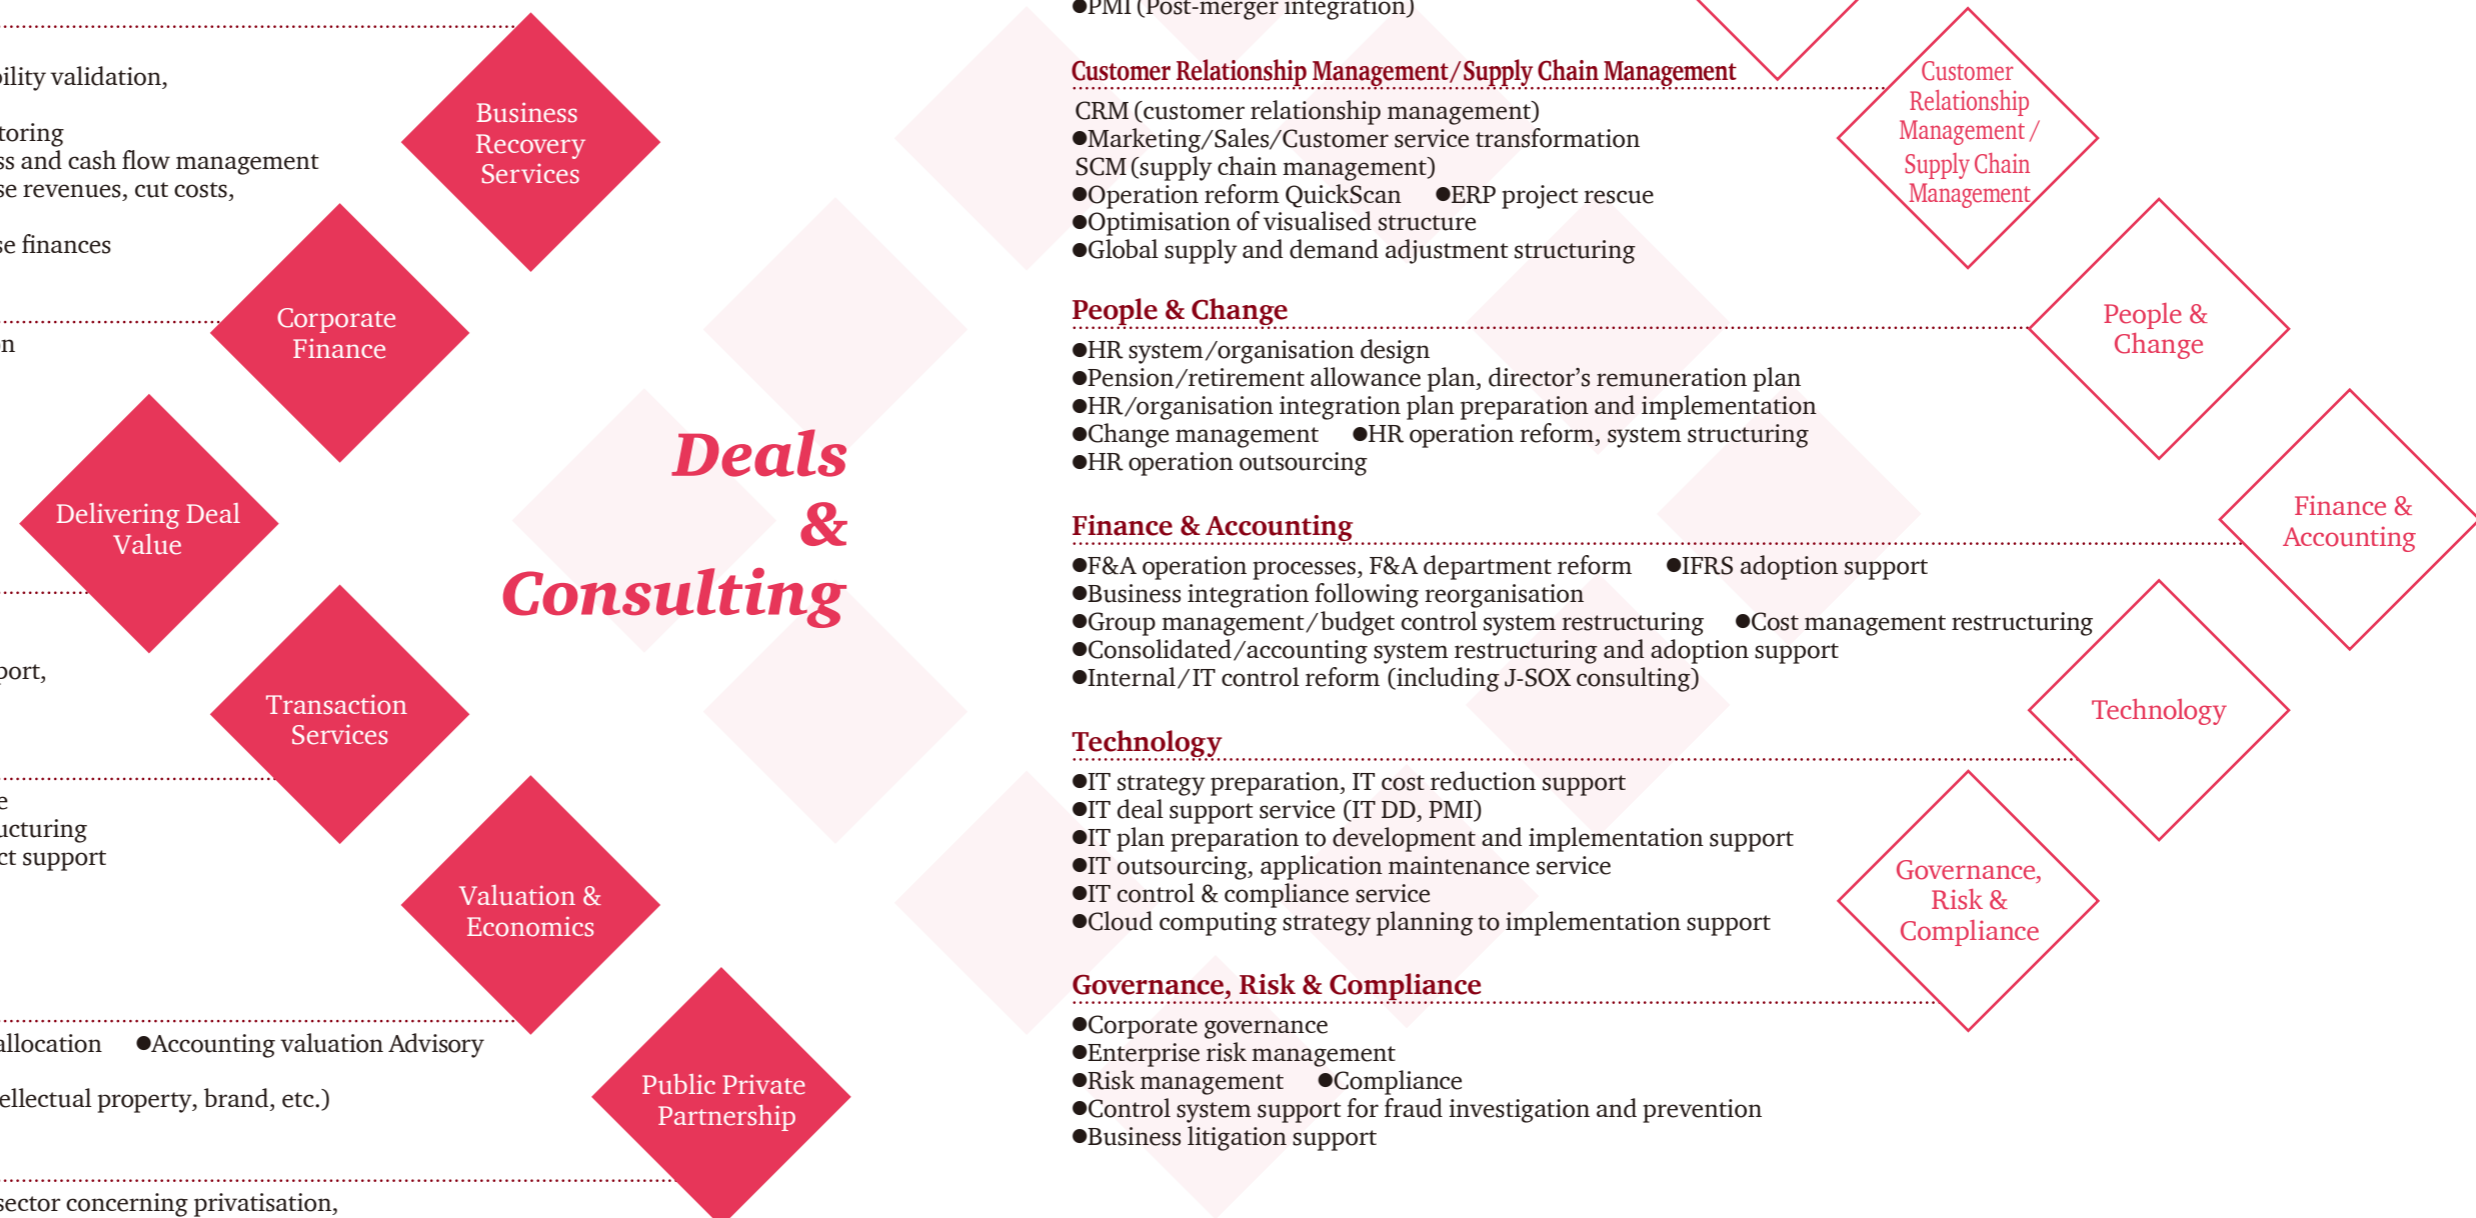 bility validation,
toring
ss and cash flow management
se revenues, cut costs,
se finances
n
port,
e
ucturing
ct support
allocation ●Accounting valuation Advisory
ellectual property, brand, etc.)
sector concerning privatisation,
Business
Recovery
Services
Corporate
Finance
Delivering Deal
Value
Transaction
Services
Valuation &
Economics
Public Private
Partnership
Deals
&
Consulting
●PMI (Post-merger integration)
Customer Relationship Management/Supply Chain Management
CRM (customer relationship management)
●Marketing/Sales/Customer service transformation
SCM (supply chain management)
●Operation reform QuickScan ●ERP project rescue
●Optimisation of visualised structure
●Global supply and demand adjustment structuring
People & Change
●HR system/organisation design
●Pension/retirement allowance plan, director’s remuneration plan
●HR/organisation integration plan preparation and implementation
●Change management ●HR operation reform, system structuring
●HR operation outsourcing
Finance & Accounting
●F&A operation processes, F&A department reform ●IFRS adoption support
●Business integration following reorganisation
●Group management/budget control system restructuring ●Cost management restructuring
●Consolidated/accounting system restructuring and adoption support
●Internal/IT control reform (including J-SOX consulting)
Technology
●IT strategy preparation, IT cost reduction support
●IT deal support service (IT DD, PMI)
●IT plan preparation to development and implementation support
●IT outsourcing, application maintenance service
●IT control & compliance service
●Cloud computing strategy planning to implementation support
Governance, Risk & Compliance
●Corporate governance
●Enterprise risk management
●Risk management ●Compliance
●Control system support for fraud investigation and prevention
●Business litigation support
Customer
Relationship
Management /
Supply Chain
Management
People &
Change
Finance &
Accounting
Technology
Governance,
Risk &
Compliance